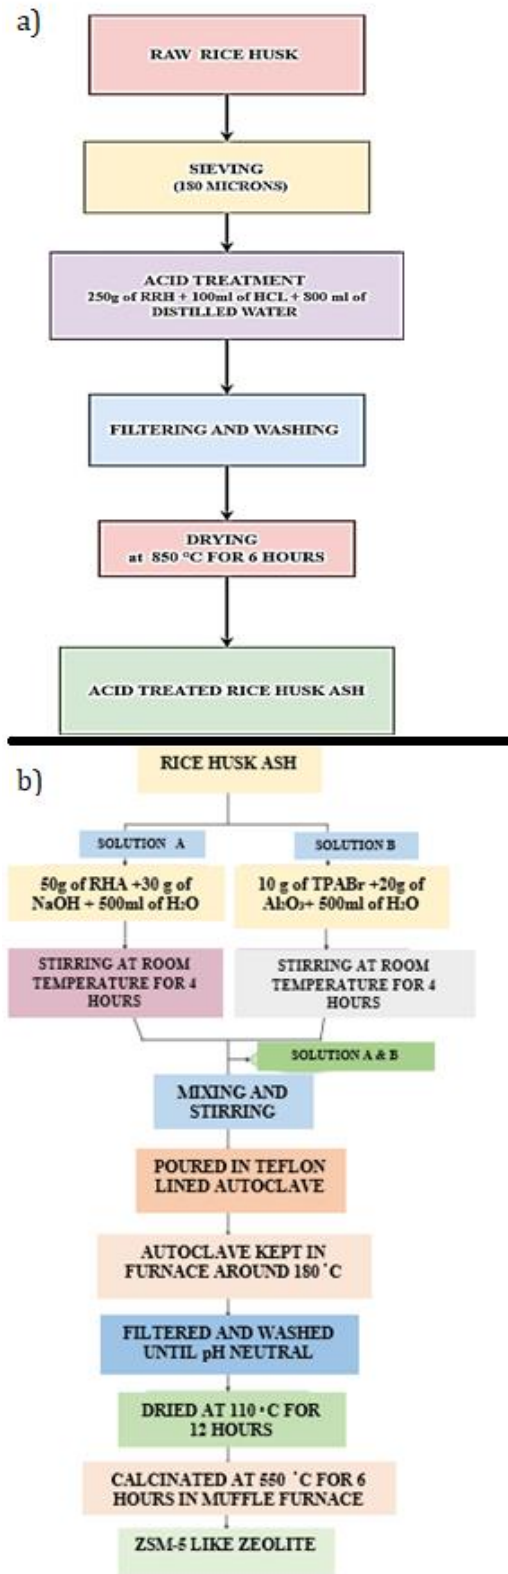 a)
RAW RICE HUSK
SIEVING
(180 MICRONS)
ACID TREATMENT
250g of RRH + 100ml of HCL + 800 ml of
DISTILLED WATER
FILTERING AND WASHING
DRYING
at 850 °C FOR 6 HOURS
ACID TREATED RICE HUSK ASH
b)
RICE HUSK ASH
SOLUTION A
SOLUTION B
50g of RHA +30 g of
NaOH + 500ml of H₂O
10 g of TPABr +20g of
Al₂O₃+ 500ml of H₂O
STIRRING AT ROOM
TEMPERATURE FOR 4
HOURS
STIRRING AT ROOM
TEMPERATURE FOR 4
HOURS
SOLUTION A & B
MIXING AND
STIRRING
POURED IN TEFLON
LINED AUTOCLAVE
AUTOCLAVE KEPT IN
FURNACE AROUND 180 ˚C
FILTERED AND WASHED
UNTIL pH NEUTRAL
DRIED AT 110 ∘C FOR
12 HOURS
CALCINATED AT 550 ˚C FOR 6
HOURS IN MUFFLE FURNACE
ZSM-5 LIKE ZEOLITE